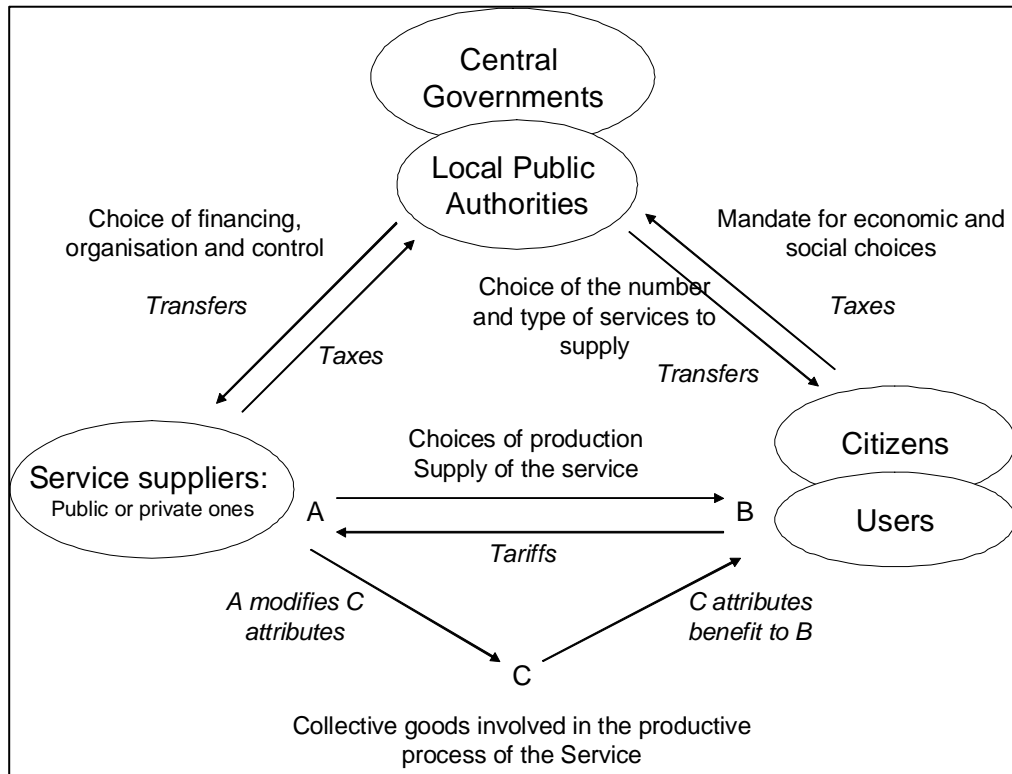 Central
Governments
Local Public
Authorities
Choice of financing,
organisation and control
Mandate for economic and
social choices
Transfers
Choice of the number
and type of services to
supply
Taxes
Taxes
Transfers
Choices of production
Supply of the service
Citizens
Service suppliers:
Public or private ones
A
B
Users
Tariffs
A modifies C
attributes
C attributes
benefit to B
C
Collective goods involved in the productive
process of the Service